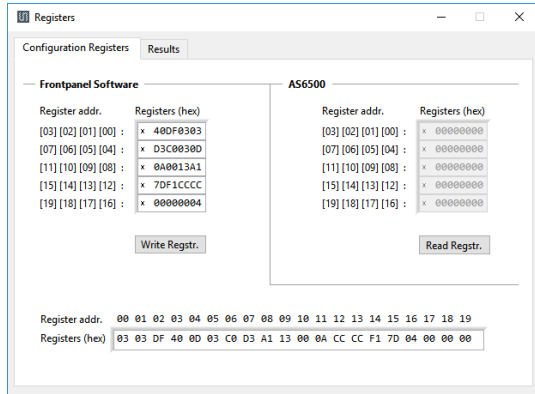 Registers
Configuration Registers Results
Frontpanel Software AS6500
Register addr. Registers (hex) Register addr. Registers (hex)
[03] [02] [01] [00] : x 40DF0303 [03] [02] [01] [00] : x 00000000
[07] [06] [05] [04] : x D3C0030D [07] [06] [05] [04] : x 00000000
[11] [10] [09] [08] : x 0A0013A1 [11] [10] [09] [08] : x 00000000
[15] [14] [13] [12] : x 7DF1CCCC [15] [14] [13] [12] : x 00000000
[19] [18] [17] [16] : x 00000004 [19] [18] [17] [16] : x 00000000
Write Regstr. Read Regstr.
Register addr. 00 01 02 03 04 05 06 07 08 09 10 11 12 13 14 15 16 17 18 19
Registers (hex) 03 03 DF 40 0D 03 C0 D3 A1 13 00 0A CC CC F1 7D 04 00 00 00